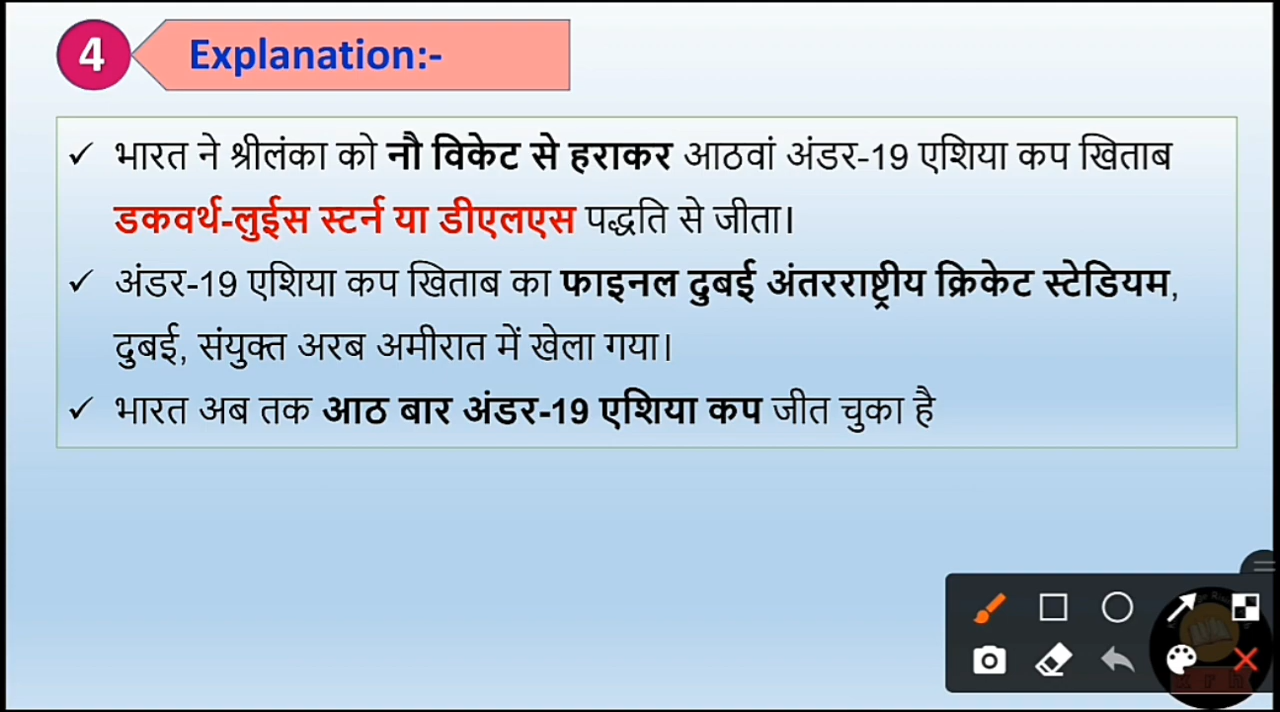 4 Explanation:-
✓ भारत ने श्रीलंका को नौ विकेट से हराकर आठवां अंडर-19 एशिया कप खिताब
डकवर्थ-लुईस स्टर्न या डीएलएस पद्धति से जीता।
✓ अंडर-19 एशिया कप खिताब का फाइनल दुबई अंतरराष्ट्रीय क्रिकेट स्टेडियम,
दुबई, संयुक्त अरब अमीरात में खेला गया।
✓ भारत अब तक आठ बार अंडर-19 एशिया कप जीत चुका है